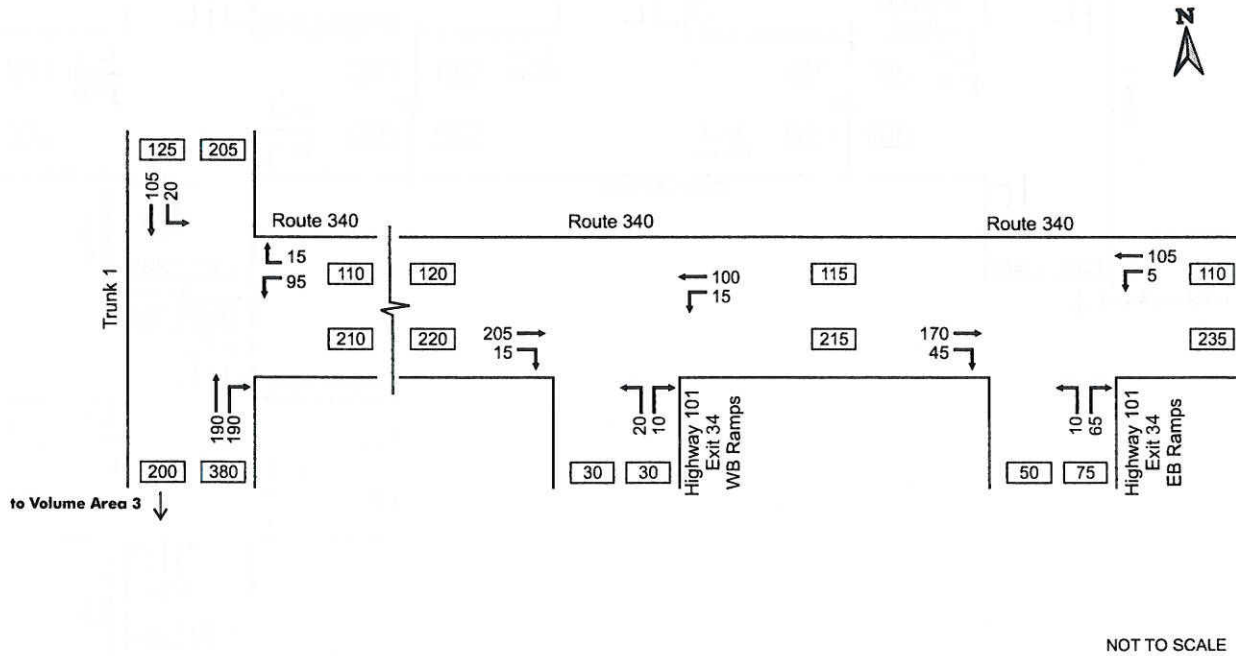 N
125 205
105
20
Route 340
Route 340
Route 340
15
95
110
120
100
15
115
105
5
110
Trunk 1
210
220
205
15
215
170
45
235
190
190
20
10
Highway 101
Exit 34
WB Ramps
10
65
Highway 101
Exit 34
EB Ramps
200 380
30 30
50 75
to Volume Area 3
NOT TO SCALE